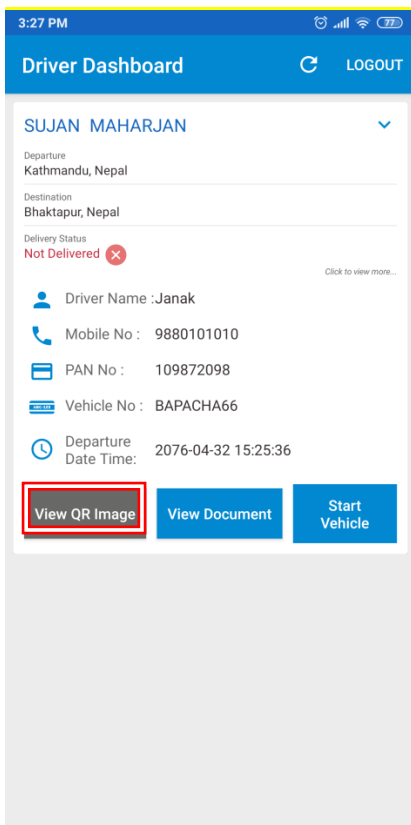 3:27 PM
77
Driver Dashboard
LOGOUT
SUJAN MAHARJAN
Departure
Kathmandu, Nepal
Destination
Bhaktapur, Nepal
Delivery Status
Not Delivered
Click to view more...
Driver Name :Janak
Mobile No : 9880101010
PAN No : 109872098
Vehicle No : BAPACHA66
Departure
Date Time: 2076-04-32 15:25:36
View QR Image
View Document
Start
Vehicle